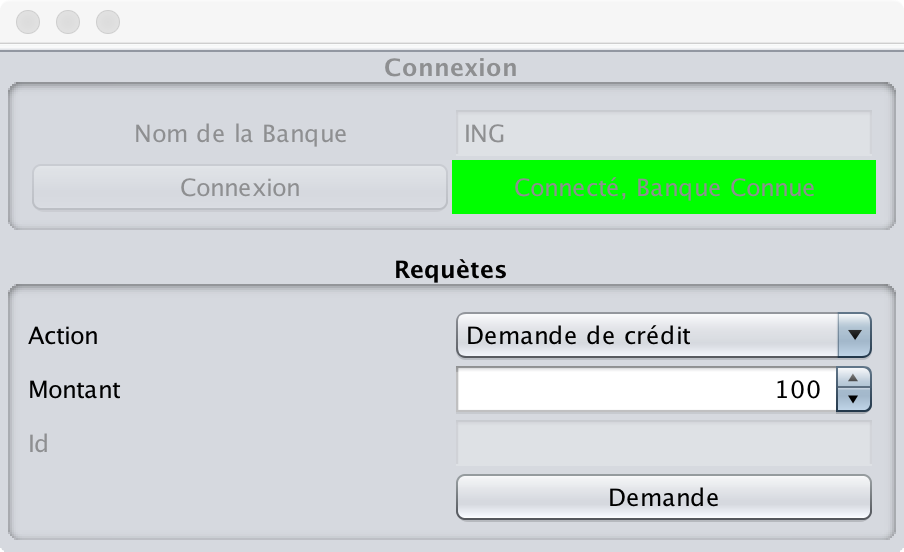 Connexion
Nom de la Banque ING
Connexion Connecté, Banque Connue
Requètes
Action Demande de crédit
Montant 100
Id
Demande